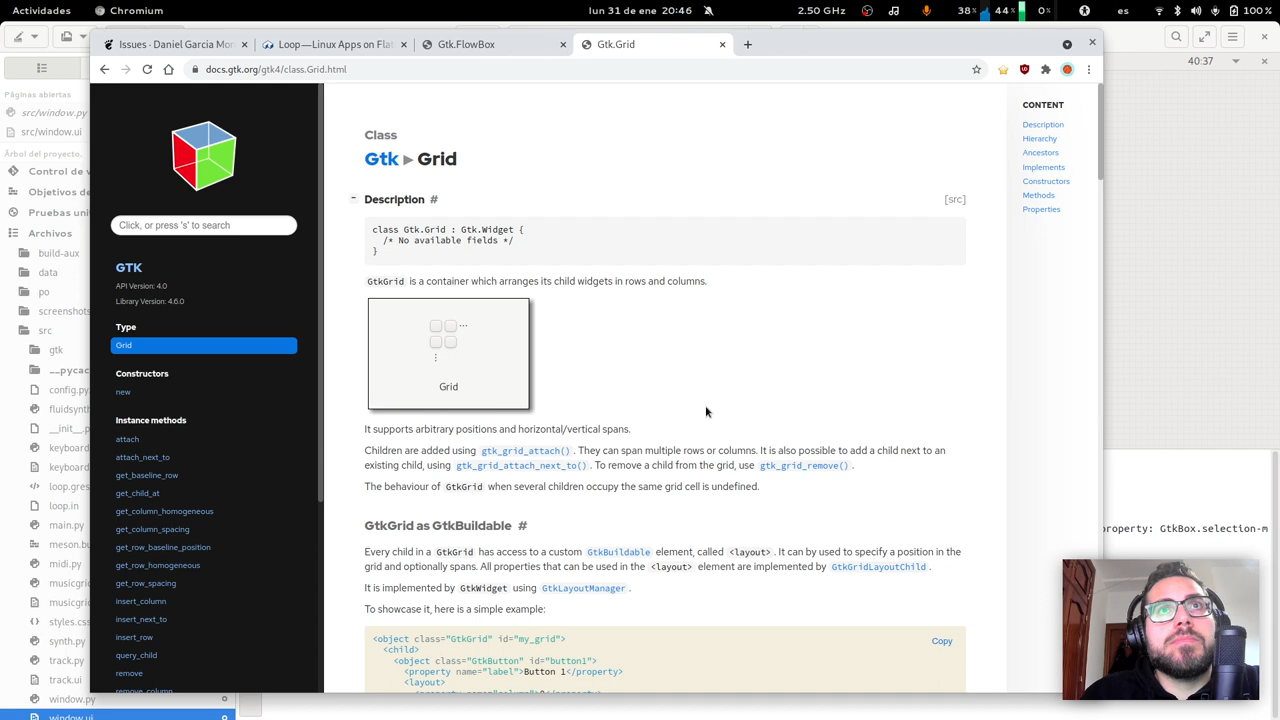 Actividades
Chromium
lun 31 de ene 20:46
2.50 GHz
38%
44%
es
100 %
Issues · Daniel Garcia Mor
Loop — Linux Apps on Flat
Gtk.FlowBox
Gtk.Grid
docs.gtk.org/gtk4/class.Grid.html
40:37
Páginas abiertas
src/window.py
src/window.ui
Árbol del proyecto.
Control de v
Objetivos de
Pruebas uni
Archivos
build-aux
data
po
screenshots
src
gtk
__pycac
config.py
fluidsynth
__init__.p
keyboard
keyboard
loop.gres
loop.in
main.py
meson.bu
midi.py
musicgrid
musicgrid
styles.css
synth.py
track.py
track.ui
window.py
window.ui
Click, or press 's' to search
GTK
API Version: 4.0
Library Version: 4.6.0
Type
Grid
Constructors
new
Instance methods
attach
attach_next_to
get_baseline_row
get_child_at
get_column_homogeneous
get_column_spacing
get_row_baseline_position
get_row_homogeneous
get_row_spacing
insert_column
insert_next_to
insert_row
query_child
remove
remove_column
Class
Gtk ▸ Grid
- Description #
[src]
class Gtk.Grid : Gtk.Widget {
/* No available fields */
}
GtkGrid is a container which arranges its child widgets in rows and columns.
Grid
It supports arbitrary positions and horizontal/vertical spans.
Children are added using gtk_grid_attach(). They can span multiple rows or columns. It is also possible to add a child next to an
existing child, using gtk_grid_attach_next_to(). To remove a child from the grid, use gtk_grid_remove().
The behaviour of GtkGrid when several children occupy the same grid cell is undefined.
GtkGrid as GtkBuildable #
Every child in a GtkGrid has access to a custom GtkBuildable element, called <layout>. It can by used to specify a position in the
grid and optionally spans. All properties that can be used in the <layout> element are implemented by GtkGridLayoutChild.
It is implemented by GtkWidget using GtkLayoutManager.
To showcase it, here is a simple example:
Copy
<object class="GtkGrid" id="my_grid">
<child>
<object class="GtkButton" id="button1">
<property name="label">Button 1</property>
<layout>
CONTENT
Description
Hierarchy
Ancestors
Implements
Constructors
Methods
Properties
property: GtkBox.selection-m